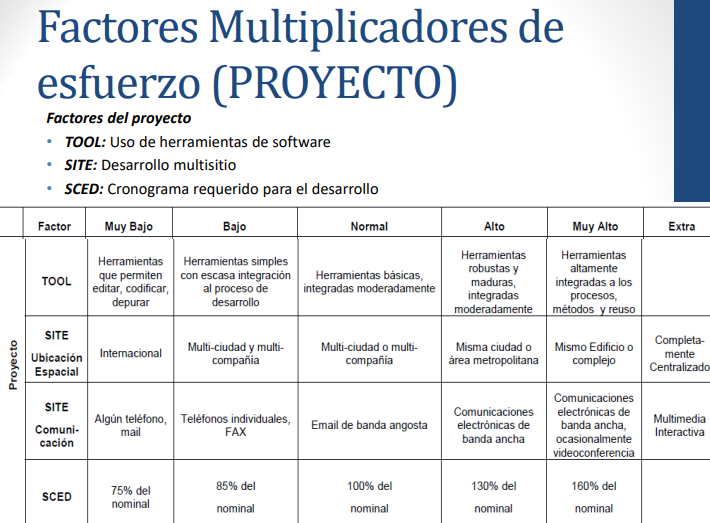 Factores Multiplicadores de
esfuerzo (PROYECTO)
Factores del proyecto
• TOOL: Uso de herramientas de software
• SITE: Desarrollo multisitio
• SCED: Cronograma requerido para el desarrollo
Factor Muy Bajo Bajo Normal Alto Muy Alto Extra
Proyecto
TOOL
Herramientas
que permiten
editar, codificar,
depurar
Herramientas simples
con escasa integración
al proceso de
desarrollo
Herramientas básicas,
integradas moderadamente
Herramientas
robustas y
maduras,
integradas
moderadamente
Herramientas
altamente
integradas a los
procesos,
métodos y reuso
SITE
Ubicación
Espacial
Internacional
Multi-ciudad y multi-
compañía
Multi-ciudad o multi-
compañía
Misma ciudad o
área metropolitana
Mismo Edificio o
complejo
Completa-
mente
Centralizado
SITE
Comuni-
cación
Algún teléfono,
mail
Teléfonos individuales,
FAX
Email de banda angosta
Comunicaciones
electrónicas de
banda ancha
Comunicaciones
electrónicas de
banda ancha,
ocasionalmente
videoconferencia
Multimedia
Interactiva
SCED
75% del
nominal
85% del
nominal
100% del
nominal
130% del
nominal
160% del
nominal